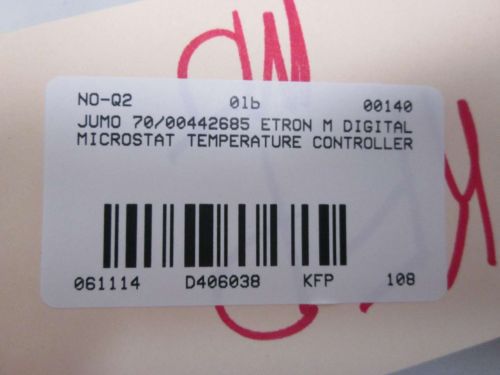 NO-Q2 01b 00140
JUMO 70/00442685 ETRON M DIGITAL
MICROSTAT TEMPERATURE CONTROLLER
061114 D406038 KFP 108